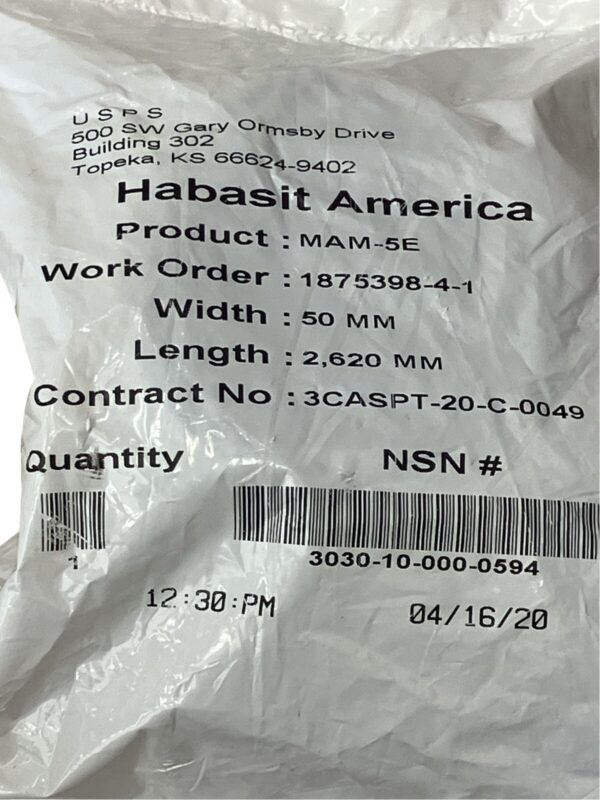 USPS
500 SW Gary Ormsby Drive
Building 302
Topeka, KS 66624-9402
Habasit America
Product : MAM-5E
Work Order : 1875398-4-1
Width : 50 MM
Length : 2,620 MM
Contract No : 3CASPT-20-C-0049
Quantity NSN #
1 3030-10-000-0594
12:30:PM 04/16/20